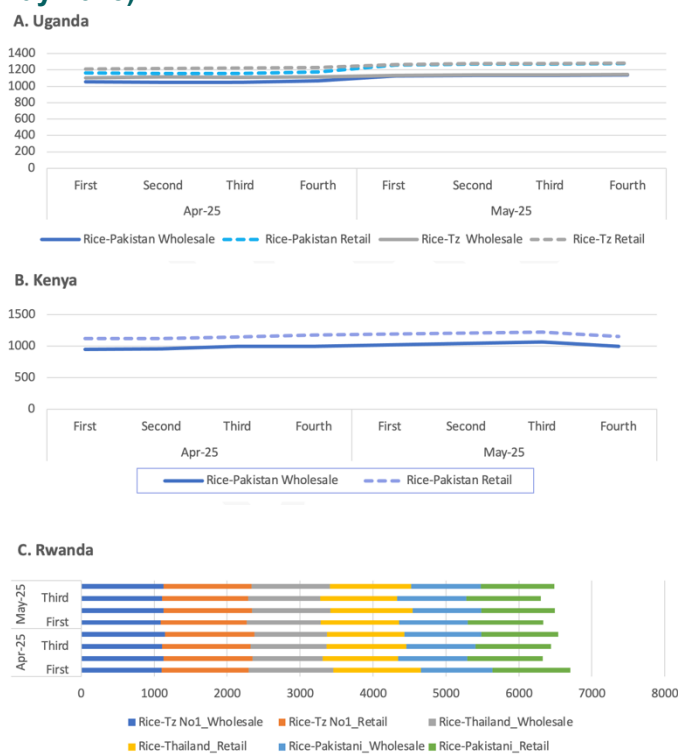 A. Uganda
1400
1200
1000
800
600
400
200
0
First Second Third Fourth First Second Third Fourth
Apr-25 May-25
Rice-Pakistan Wholesale Rice-Pakistan Retail Rice-Tz Wholesale Rice-Tz Retail
B. Kenya
1500
1000
500
0
First Second Third Fourth First Second Third Fourth
Apr-25 May-25
Rice-Pakistan Wholesale Rice-Pakistan Retail
C. Rwanda
May-25
Third
First
Apr-25
Third
First
0 1000 2000 3000 4000 5000 6000 7000 8000
Rice-Tz No1_Wholesale Rice-Tz No1_Retail Rice-Thailand_Wholesale
Rice-Thailand_Retail Rice-Pakistani_Wholesale Rice-Pakistani_Retail